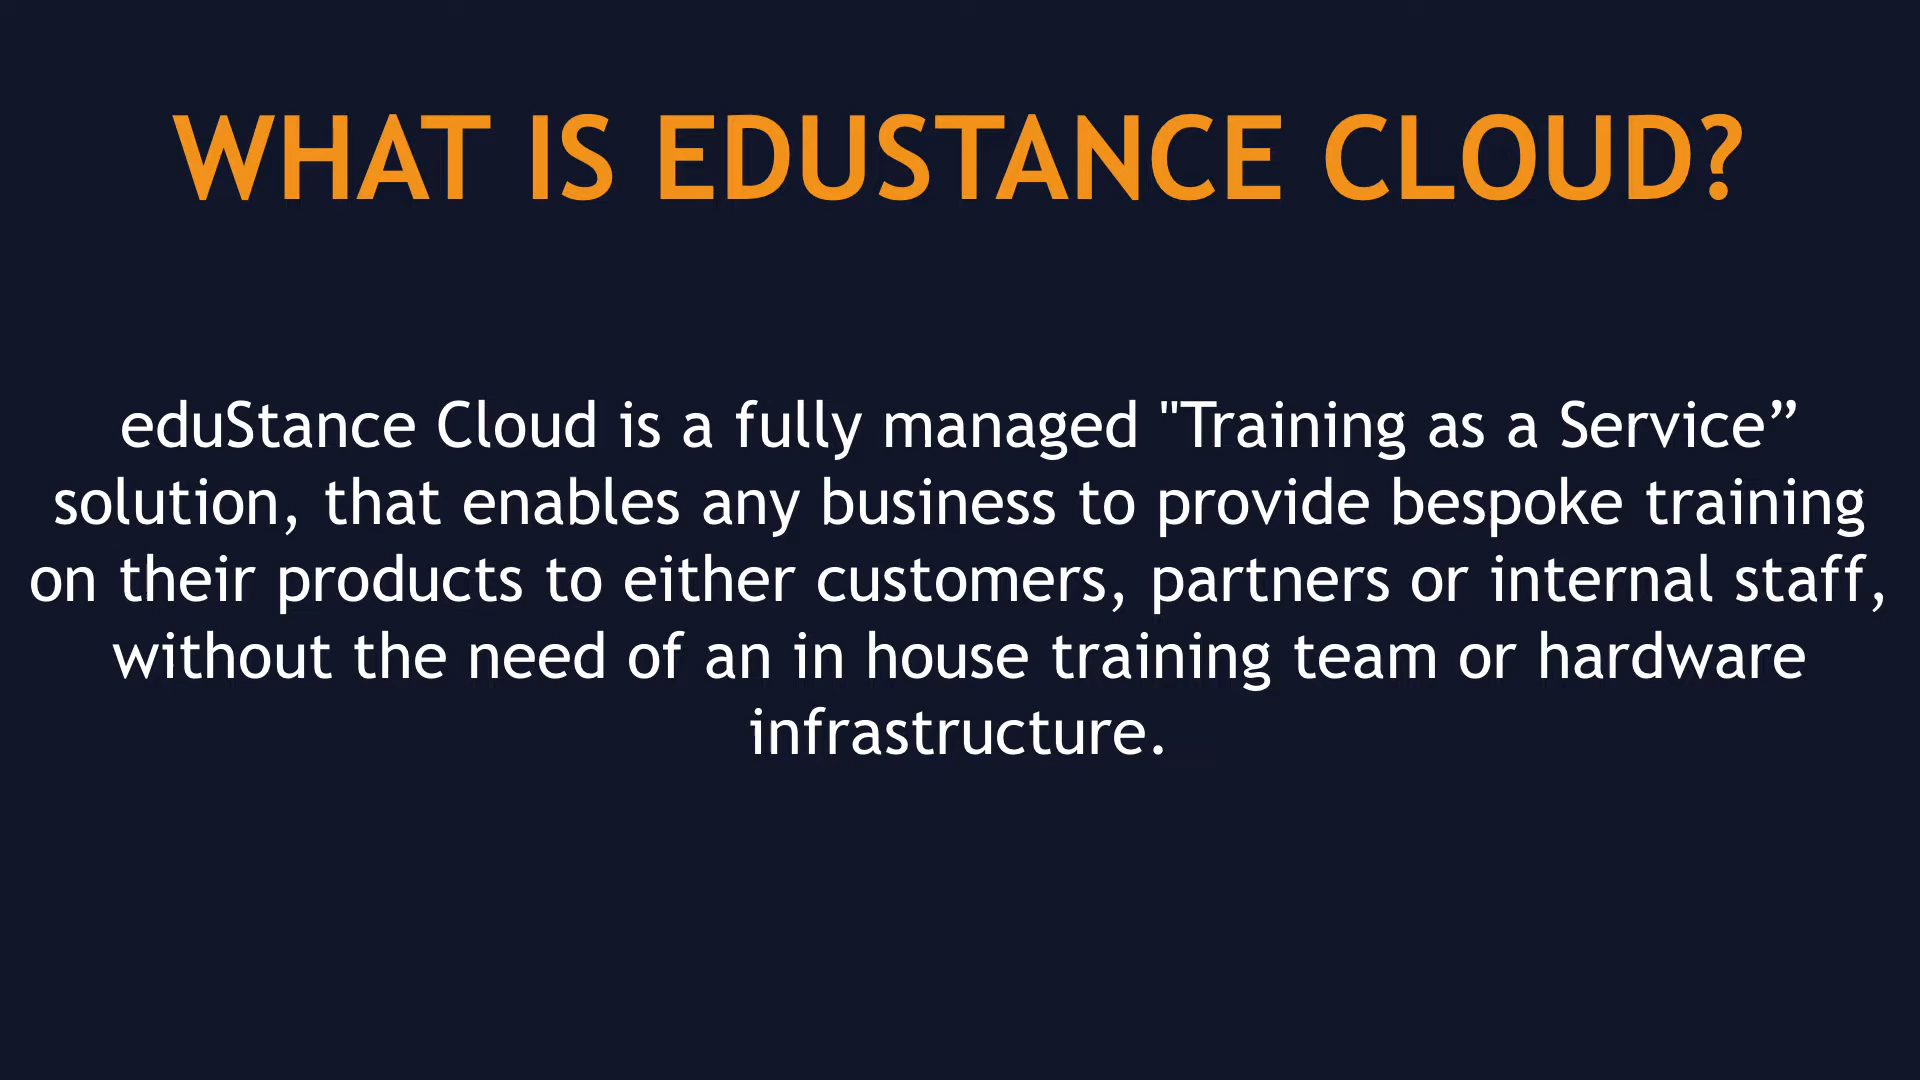 WHAT IS EDUSTANCE CLOUD?
eduStance Cloud is a fully managed "Training as a Service”
solution, that enables any business to provide bespoke training
on their products to either customers, partners or internal staff,
without the need of an in house training team or hardware
infrastructure.